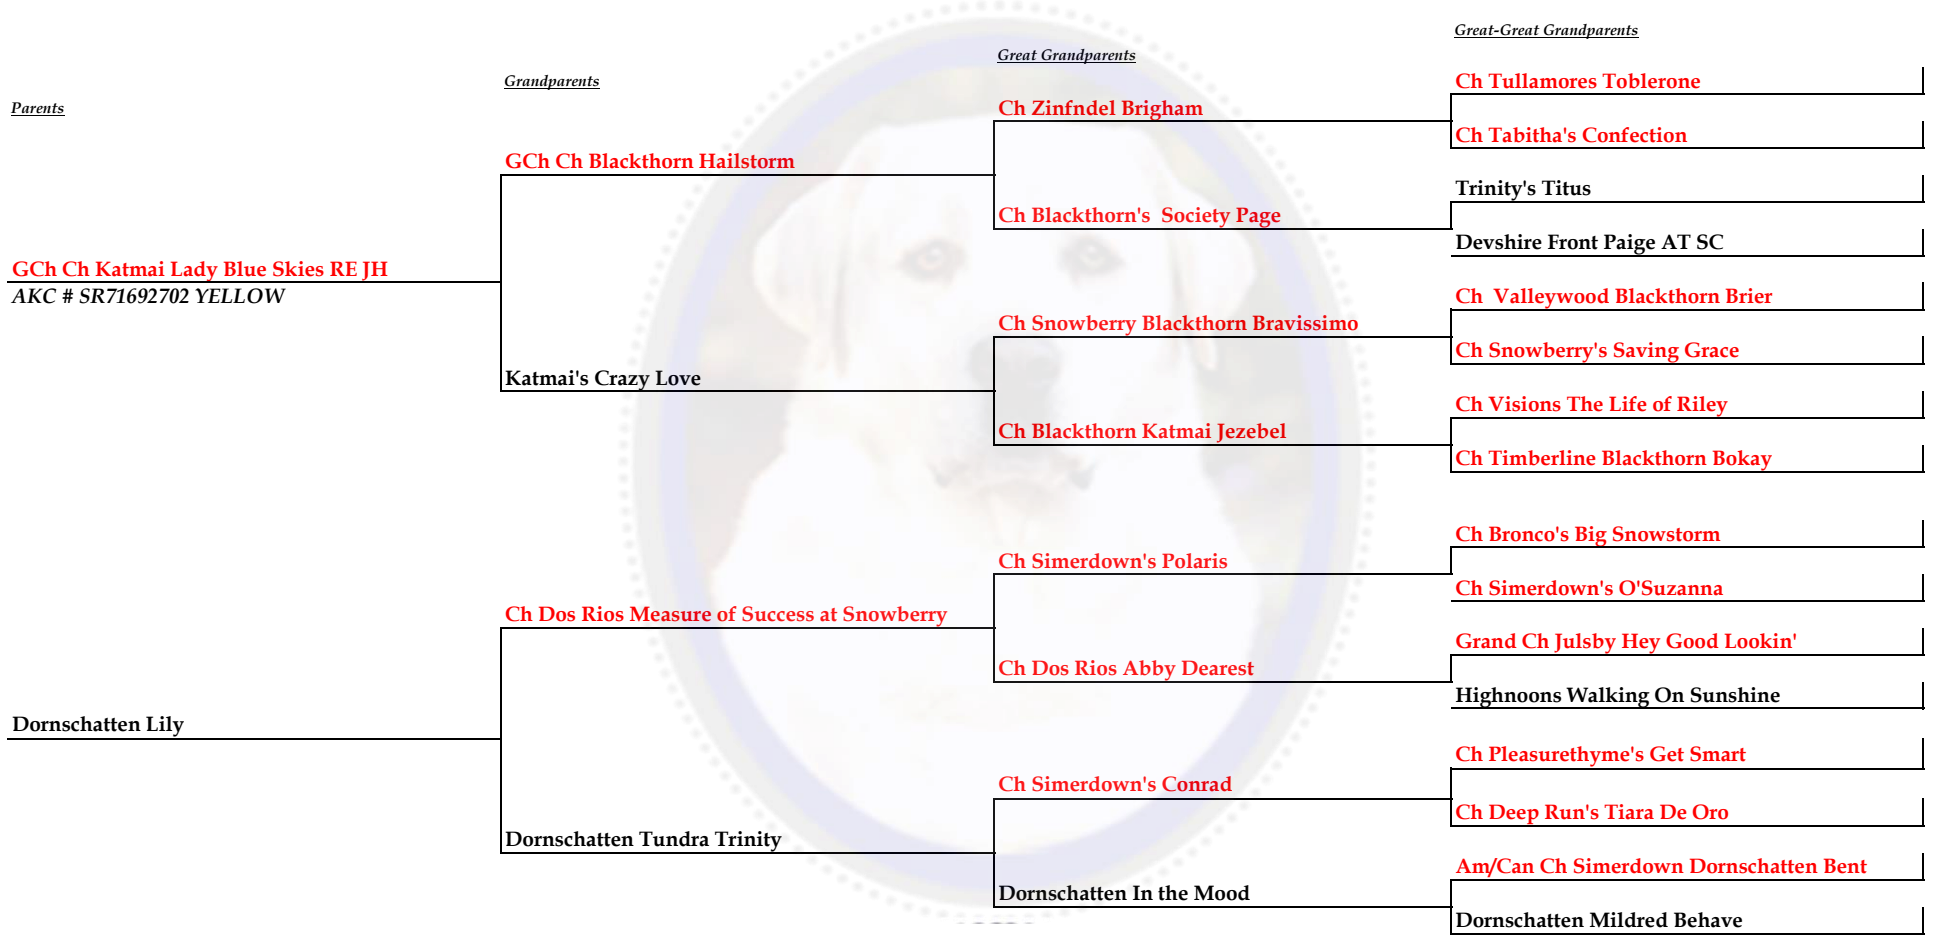 Great-Great Grandparents
Great Grandparents
Grandparents
Parents
Ch Tullamores Toblerone
Ch Zinfndel Brigham
Ch Tabitha's Confection
GCh Ch Blackthorn Hailstorm
Trinity's Titus
Ch Blackthorn's  Society Page
Devshire Front Paige AT SC
GCh Ch Katmai Lady Blue Skies RE JH
AKC # SR71692702 YELLOW
Ch  Valleywood Blackthorn Brier
Ch Snowberry Blackthorn Bravissimo
Ch Snowberry's Saving Grace
Katmai's Crazy Love
Ch Visions The Life of Riley
Ch Blackthorn Katmai Jezebel
Ch Timberline Blackthorn Bokay
Ch Bronco's Big Snowstorm
Ch Simerdown's Polaris
Ch Simerdown's O'Suzanna
Ch Dos Rios Measure of Success at Snowberry
Grand Ch Julsby Hey Good Lookin'
Ch Dos Rios Abby Dearest
Highnoons Walking On Sunshine
Dornschatten Lily
Ch Pleasurethyme's Get Smart
Ch Simerdown's Conrad
Ch Deep Run's Tiara De Oro
Dornschatten Tundra Trinity
Am/Can Ch Simerdown Dornschatten Bent
Dornschatten In the Mood
Dornschatten Mildred Behave